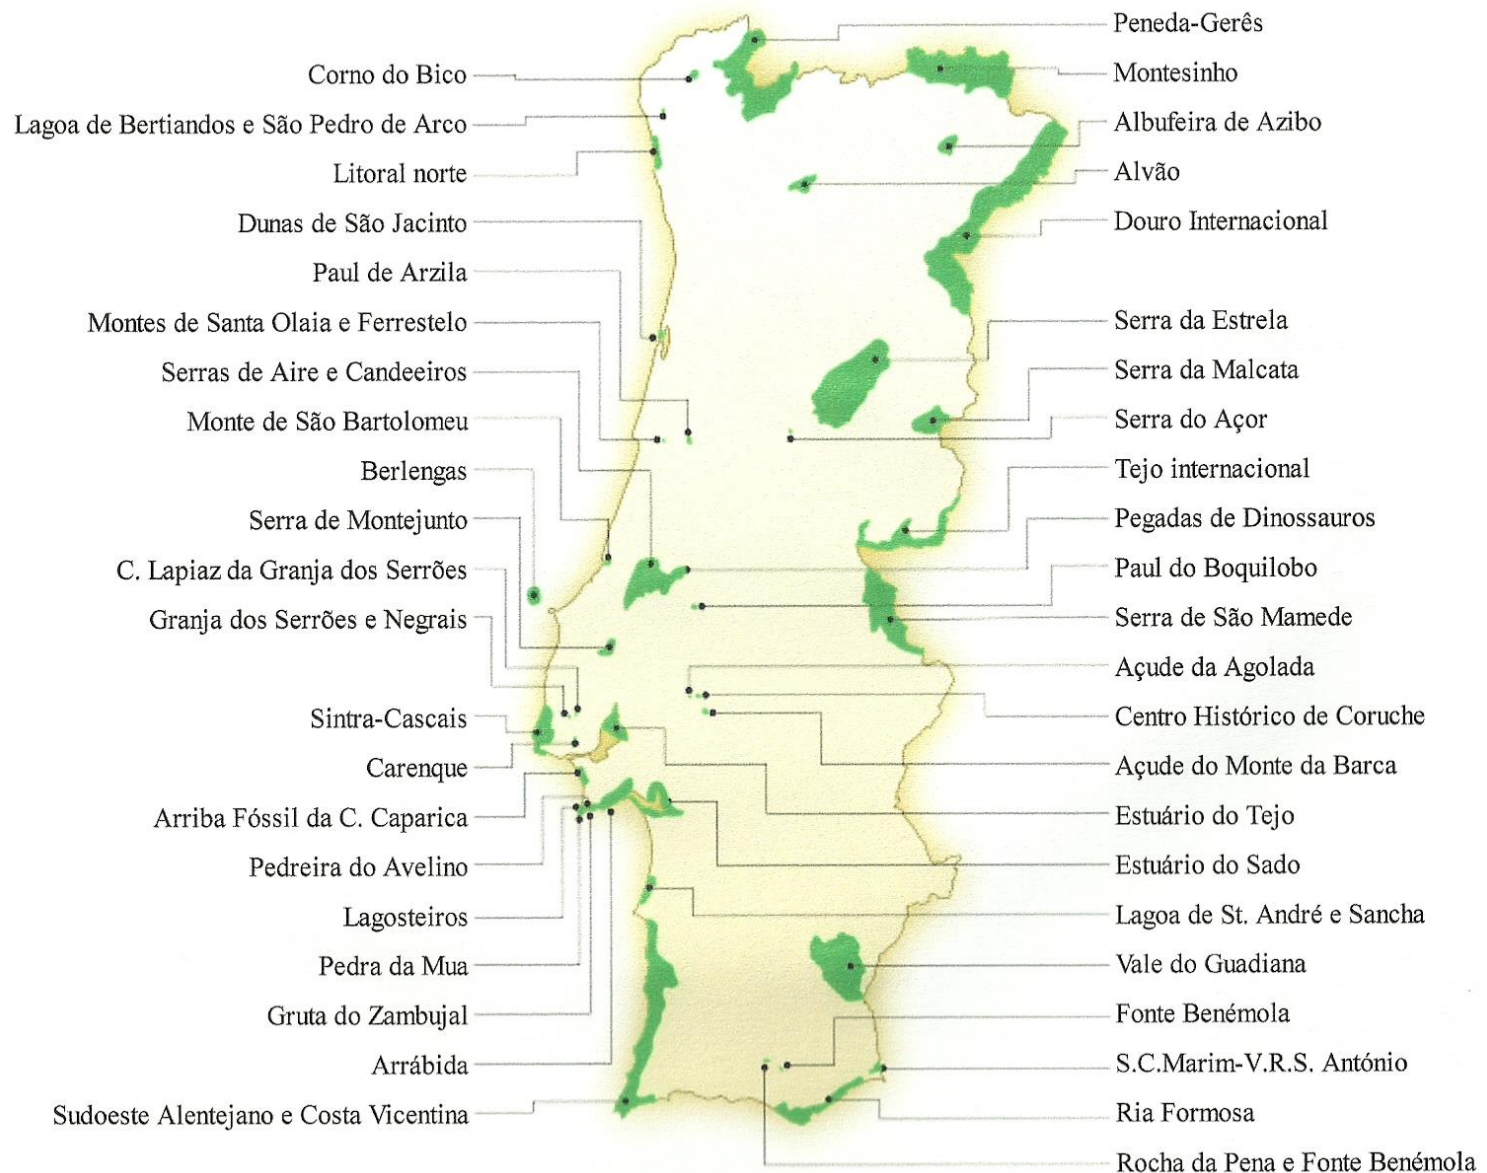 Corno do Bico
Lagoa de Bertiandos e São Pedro de Arco
Litoral norte
Dunas de São Jacinto
Paul de Arzila
Montes de Santa Olaia e Ferrestelo
Serras de Aire e Candeeiros
Monte de São Bartolomeu
Berlengas
Serra de Montejunto
C. Lapiaz da Granja dos Serrões
Granja dos Serrões e Negrais
Sintra-Cascais
Carenque
Arriba Fóssil da C. Caparica
Pedreira do Avelino
Lagosteiros
Pedra da Mua
Gruta do Zambujal
Arrábida
Sudoeste Alentejano e Costa Vicentina
Peneda-Gerês
Montesinho
Albufeira de Azibo
Alvão
Douro Internacional
Serra da Estrela
Serra da Malcata
Serra do Açor
Tejo internacional
Pegadas de Dinossauros
Paul do Boquilobo
Serra de São Mamede
Açude da Agolada
Centro Histórico de Coruche
Açude do Monte da Barca
Estuário do Tejo
Estuário do Sado
Lagoa de St. André e Sancha
Vale do Guadiana
Fonte Benémola
S.C.Marim-V.R.S. António
Ria Formosa
Rocha da Pena e Fonte Benémola